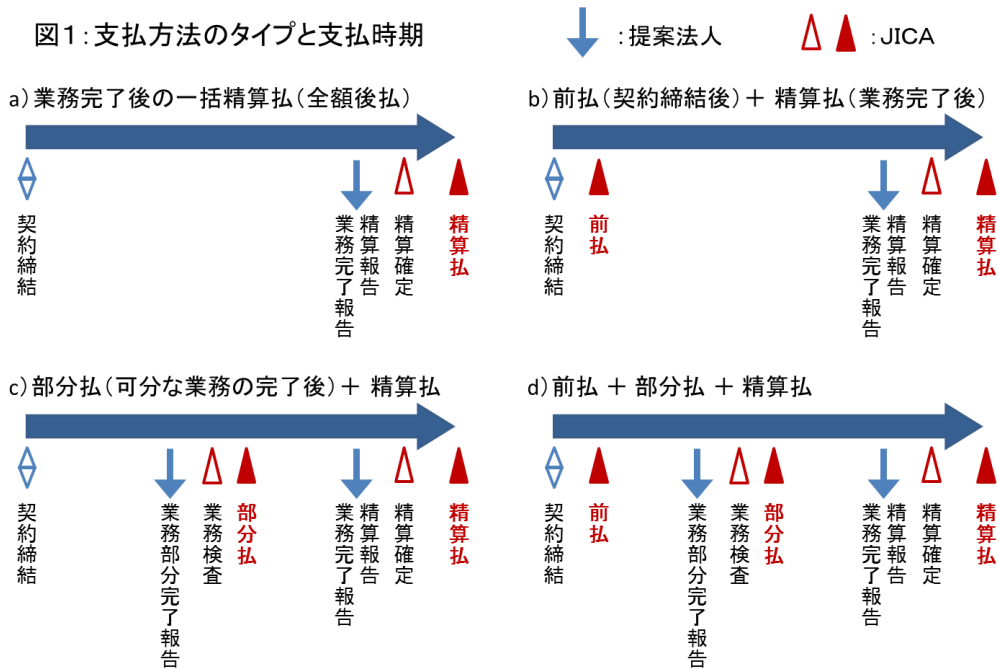 図１：支払方法のタイプと支払時期
：提案法人
：JICA
a）業務完了後の一括精算払（全額後払）
契約締結
業務完了報告
精算報告
精算確定
精算払
b）前払（契約締結後）＋ 精算払（業務完了後）
契約締結
前払
業務完了報告
精算報告
精算確定
精算払
c）部分払（可分な業務の完了後）＋ 精算払
契約締結
業務部分完了報告
業務検査
部分払
業務完了報告
精算報告
精算確定
精算払
d）前払 ＋ 部分払 ＋ 精算払
契約締結
前払
業務部分完了報告
業務検査
部分払
業務完了報告
精算報告
精算確定
精算払